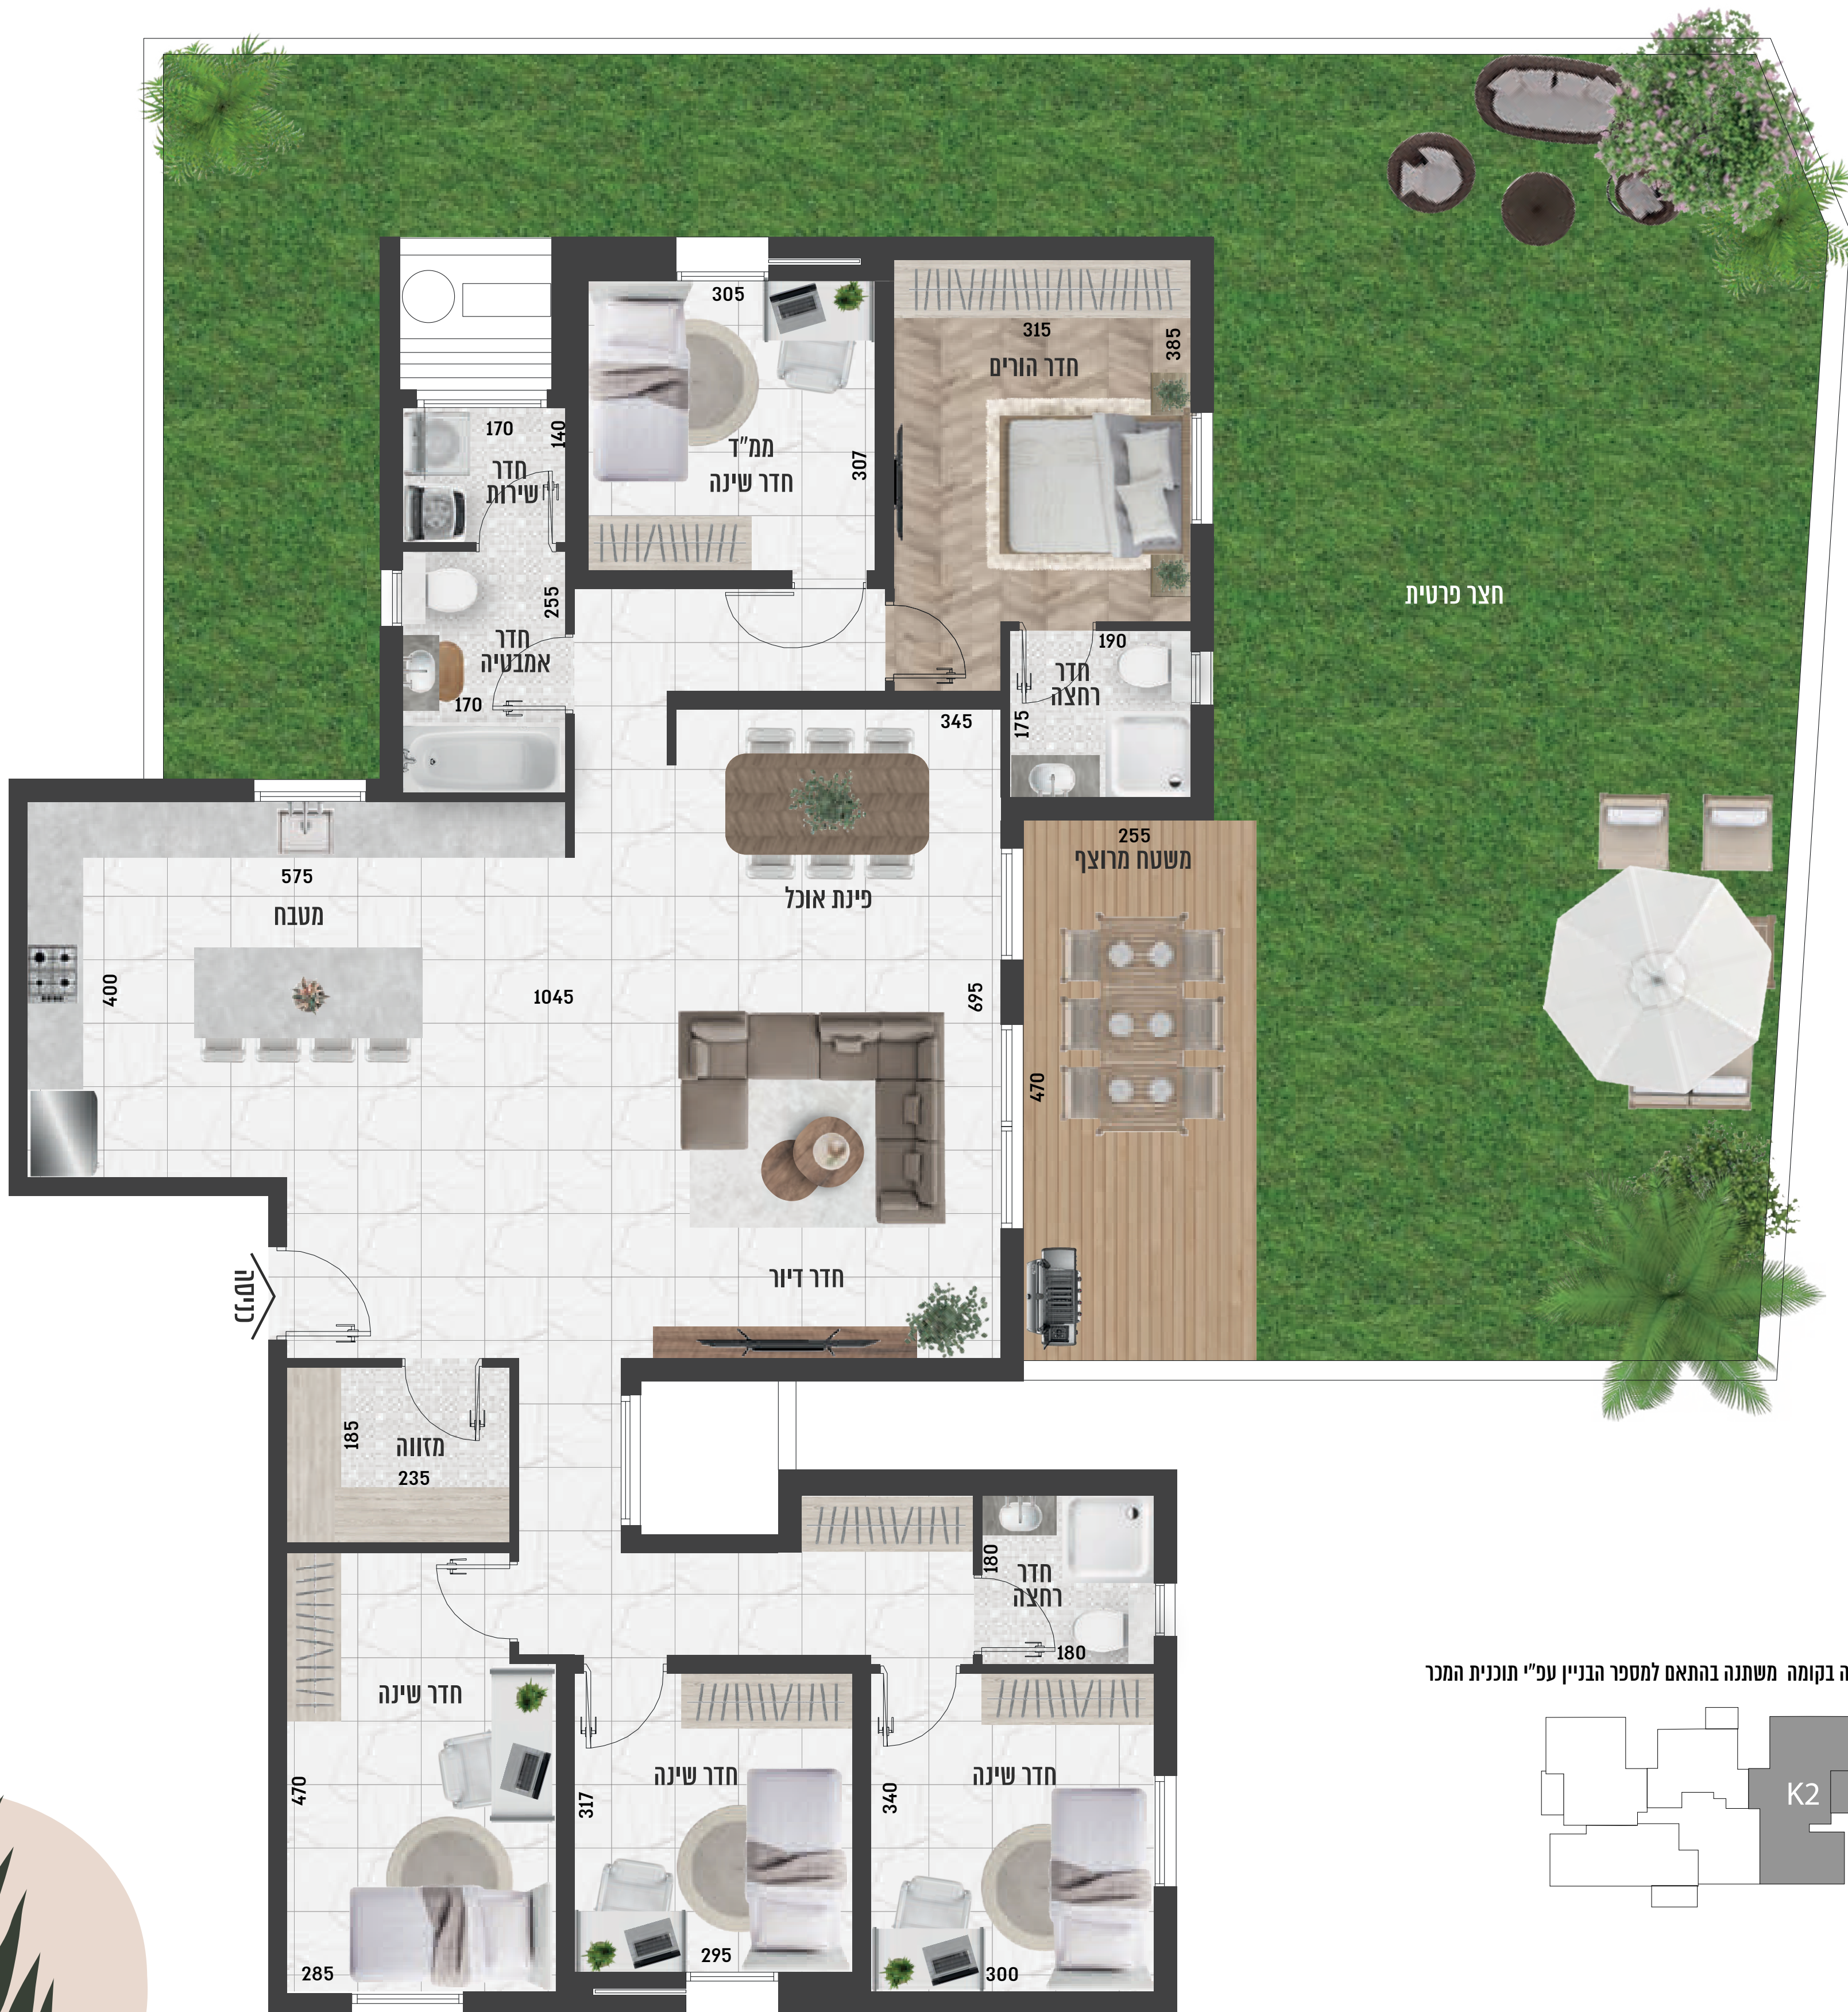 305
315
385
חדר הורים
170
140
חדר
שירות
ממ"ד
חדר שינה
307
255
חדר
אמבטיה
170
חצר פרטית
190
חדר
רחצה
175
345
255
משטח מרוצף
575
מטבח
פינת אוכל
400
1045
695
470
חדר דיור
כניסה
185
מזווה
235
180
חדר
רחצה
180
ה בקומה משתנה בהתאם למספר הבניין עפ"י תוכנית המכר
K2
חדר שינה
470
285
חדר שינה
317
295
חדר שינה
340
300